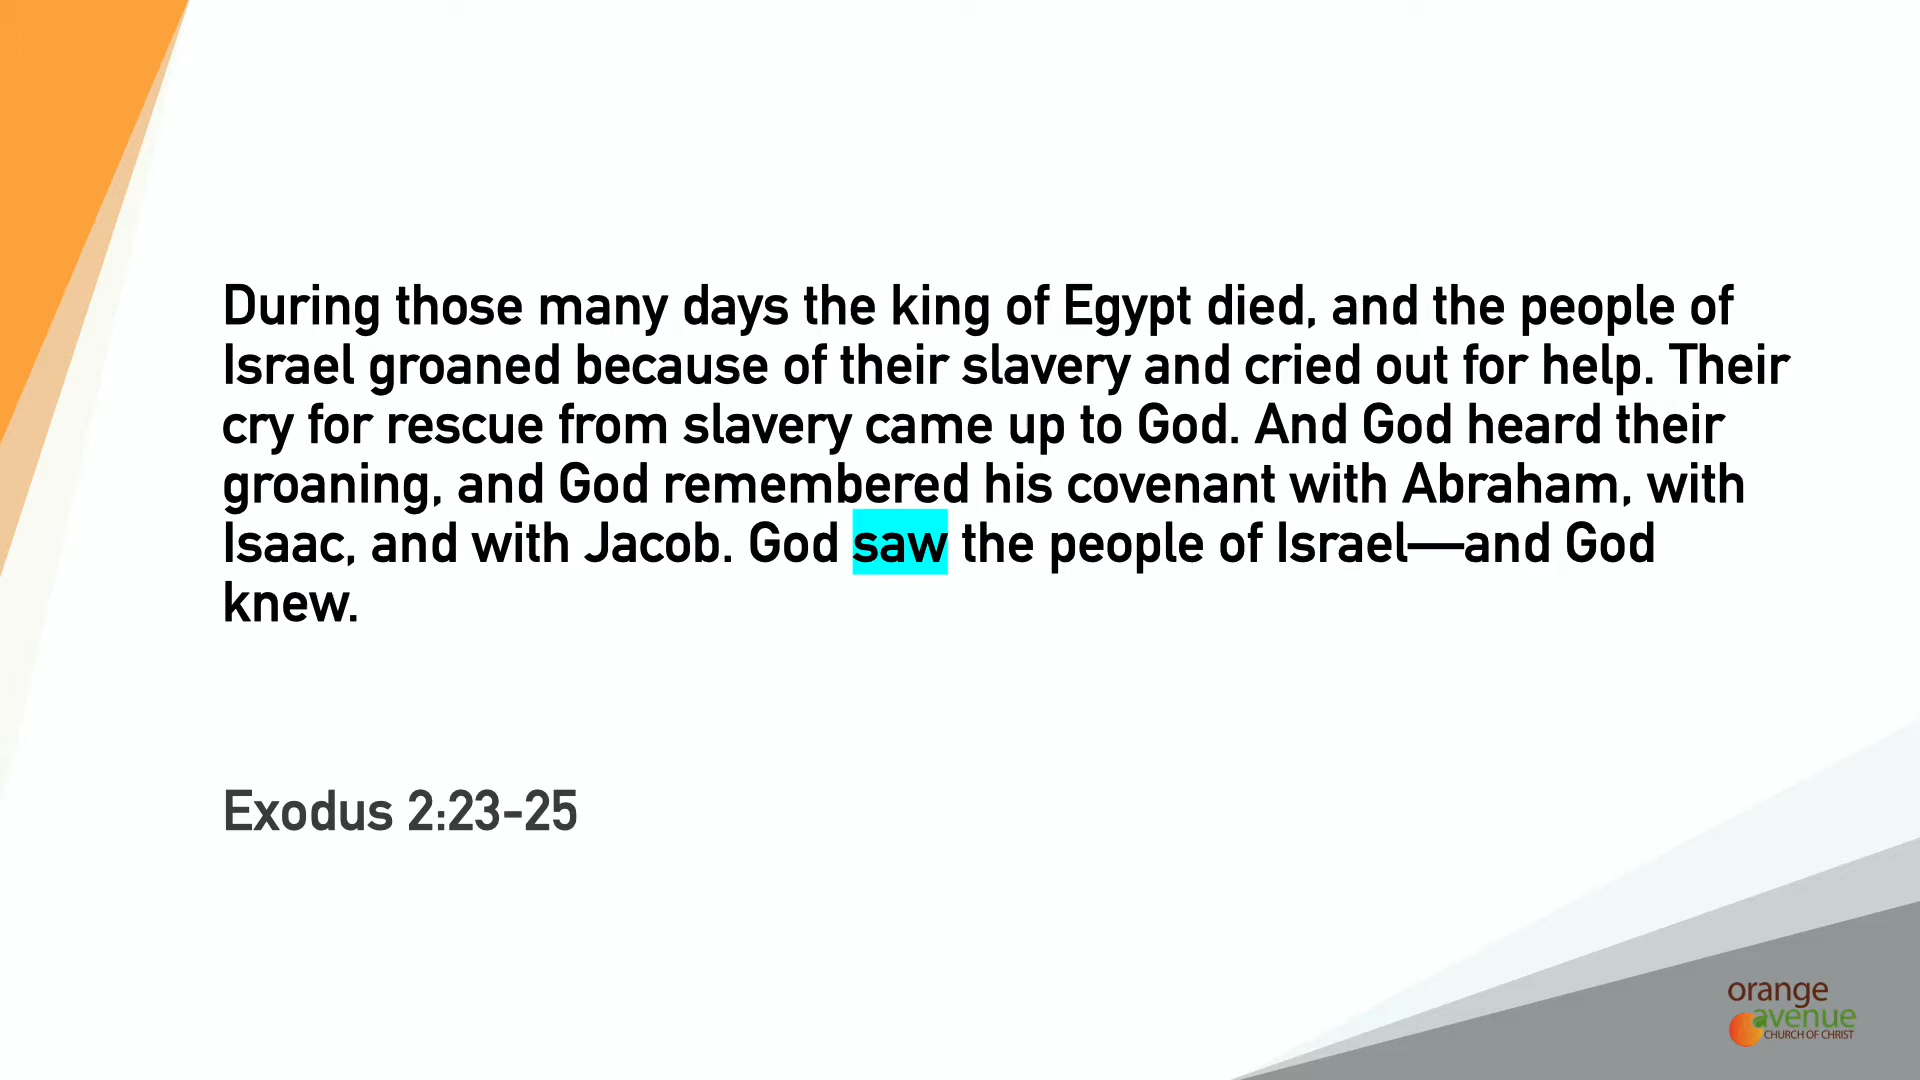 During those many days the king of Egypt died, and the people of
Israel groaned because of their slavery and cried out for help. Their
cry for rescue from slavery came up to God. And God heard their
groaning, and God remembered his covenant with Abraham, with
Isaac, and with Jacob. God saw the people of Israel—and God
knew.
Exodus 2:23-25
orange
avenue
CHURCH OF CHRIST